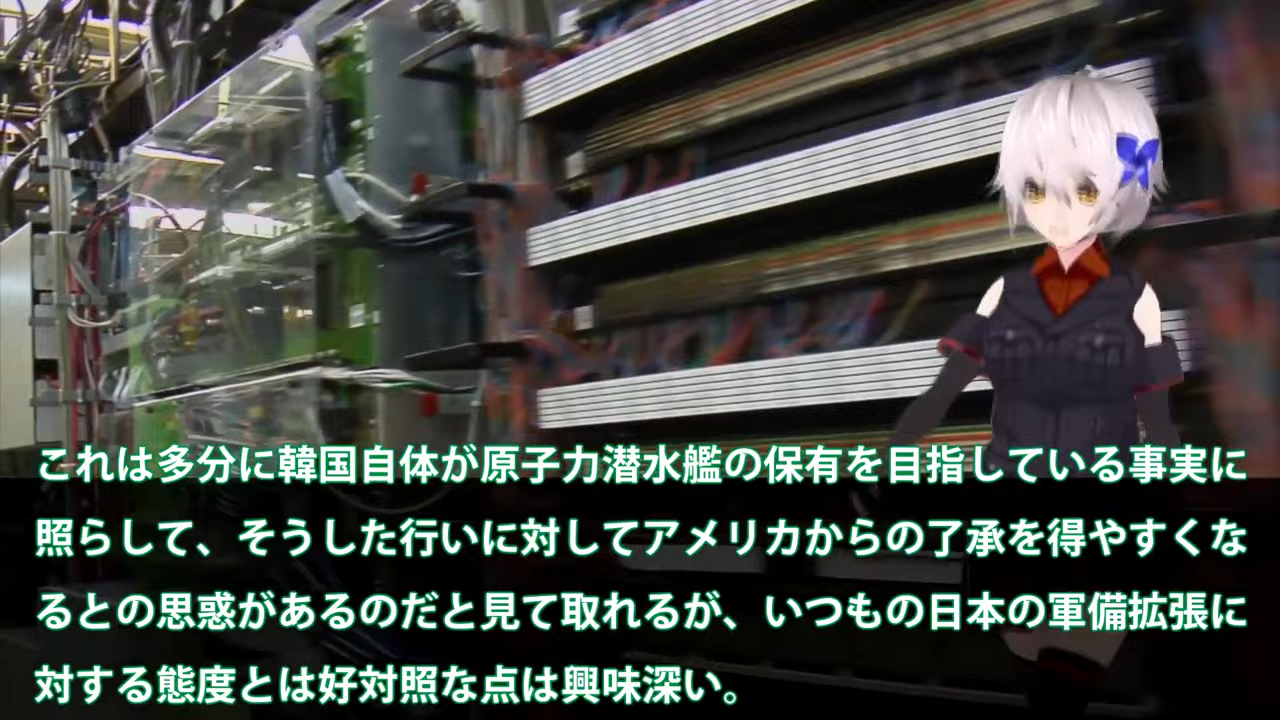 これは多分に韓国自体が原子力潜水艦の保有を目指している事実に
照らして、そうした行いに対してアメリカからの了承を得やすくな
るとの思惑があるのだと見て取れるが、いつもの日本の軍備拡張に
対する態度とは好対照な点は興味深い。